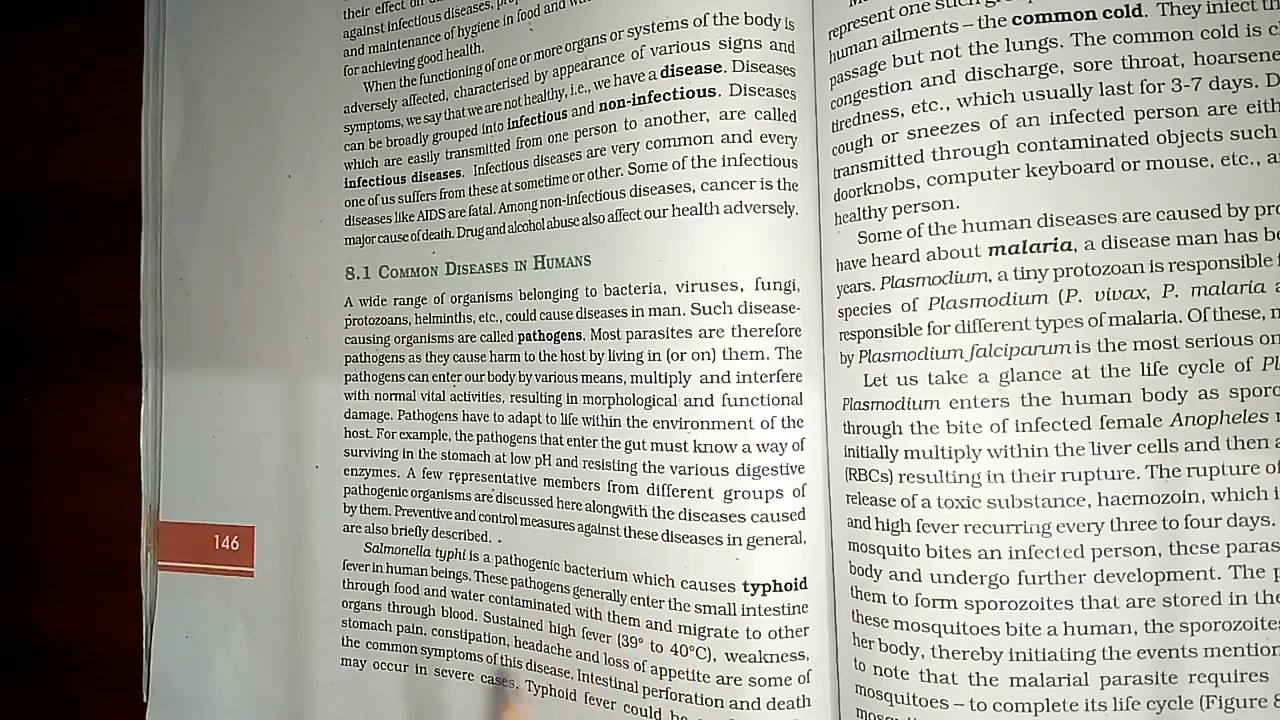 their effect on
against infectious diseases,
and maintenance of hygiene in food and
for achieving good health.
When the functioning of one or more organs or systems of the body is
adversely affected, characterised by appearance of various signs and
symptoms, we say that we are not healthy, i.e., we have a disease. Diseases
can be broadly grouped into infectious and non-infectious. Diseases
which are easily transmitted from one person to another, are called
infectious diseases. Infectious diseases are very common and every
one of us suffers from these at sometime or other. Some of the infectious
diseases like AIDS are fatal. Among non-infectious diseases, cancer is the
major cause of death. Drug and alcohol abuse also affect our health adversely.
8.1 COMMON DISEASES IN HUMANS
A wide range of organisms belonging to bacteria, viruses, fungi,
protozoans, helminths, etc., could cause diseases in man. Such disease-
causing organisms are called pathogens. Most parasites are therefore
pathogens as they cause harm to the host by living in (or on) them. The
pathogens can enter our body by various means, multiply and interfere
with normal vital activities, resulting in morphological and functional
damage. Pathogens have to adapt to life within the environment of the
host. For example, the pathogens that enter the gut must know a way of
surviving in the stomach at low pH and resisting the various digestive
enzymes. A few representative members from different groups of
pathogenic organisms are discussed here alongwith the diseases caused
by them. Preventive and control measures against these diseases in general,
are also briefly described.
Salmonella typhi is a pathogenic bacterium which causes typhoid
fever in human beings. These pathogens generally enter the small intestine
through food and water contaminated with them and migrate to other
organs through blood. Sustained high fever (39° to 40°C), weakness,
stomach pain, constipation, headache and loss of appetite are some of
the common symptoms of this disease. Intestinal perforation and death
may occur in severe cases. Typhoid fever could be
146
represent one
human ailments – the common cold. They infect
passage but not the lungs. The common cold is
congestion and discharge, sore throat, hoarsene
tiredness, etc., which usually last for 3-7 days. D
cough or sneezes of an infected person are eith
transmitted through contaminated objects such
doorknobs, computer keyboard or mouse, etc., a
healthy person.
Some of the human diseases are caused by pro
have heard about malaria, a disease man has b
years. Plasmodium, a tiny protozoan is responsible
species of Plasmodium (P. vivax, P. malaria a
responsible for different types of malaria. Of these,
by Plasmodium falciparum is the most serious on
Let us take a glance at the life cycle of Pl
Plasmodium enters the human body as sporo
through the bite of infected female Anopheles
initially multiply within the liver cells and then
(RBCs) resulting in their rupture. The rupture of
release of a toxic substance, haemozoin, which i
and high fever recurring every three to four days.
mosquito bites an infected person, these paras
body and undergo further development. The p
them to form sporozoites that are stored in the
these mosquitoes bite a human, the sporozoite
her body, thereby initiating the events mention
to note that the malarial parasite requires
mosquitoes – to complete its life cycle (Figure